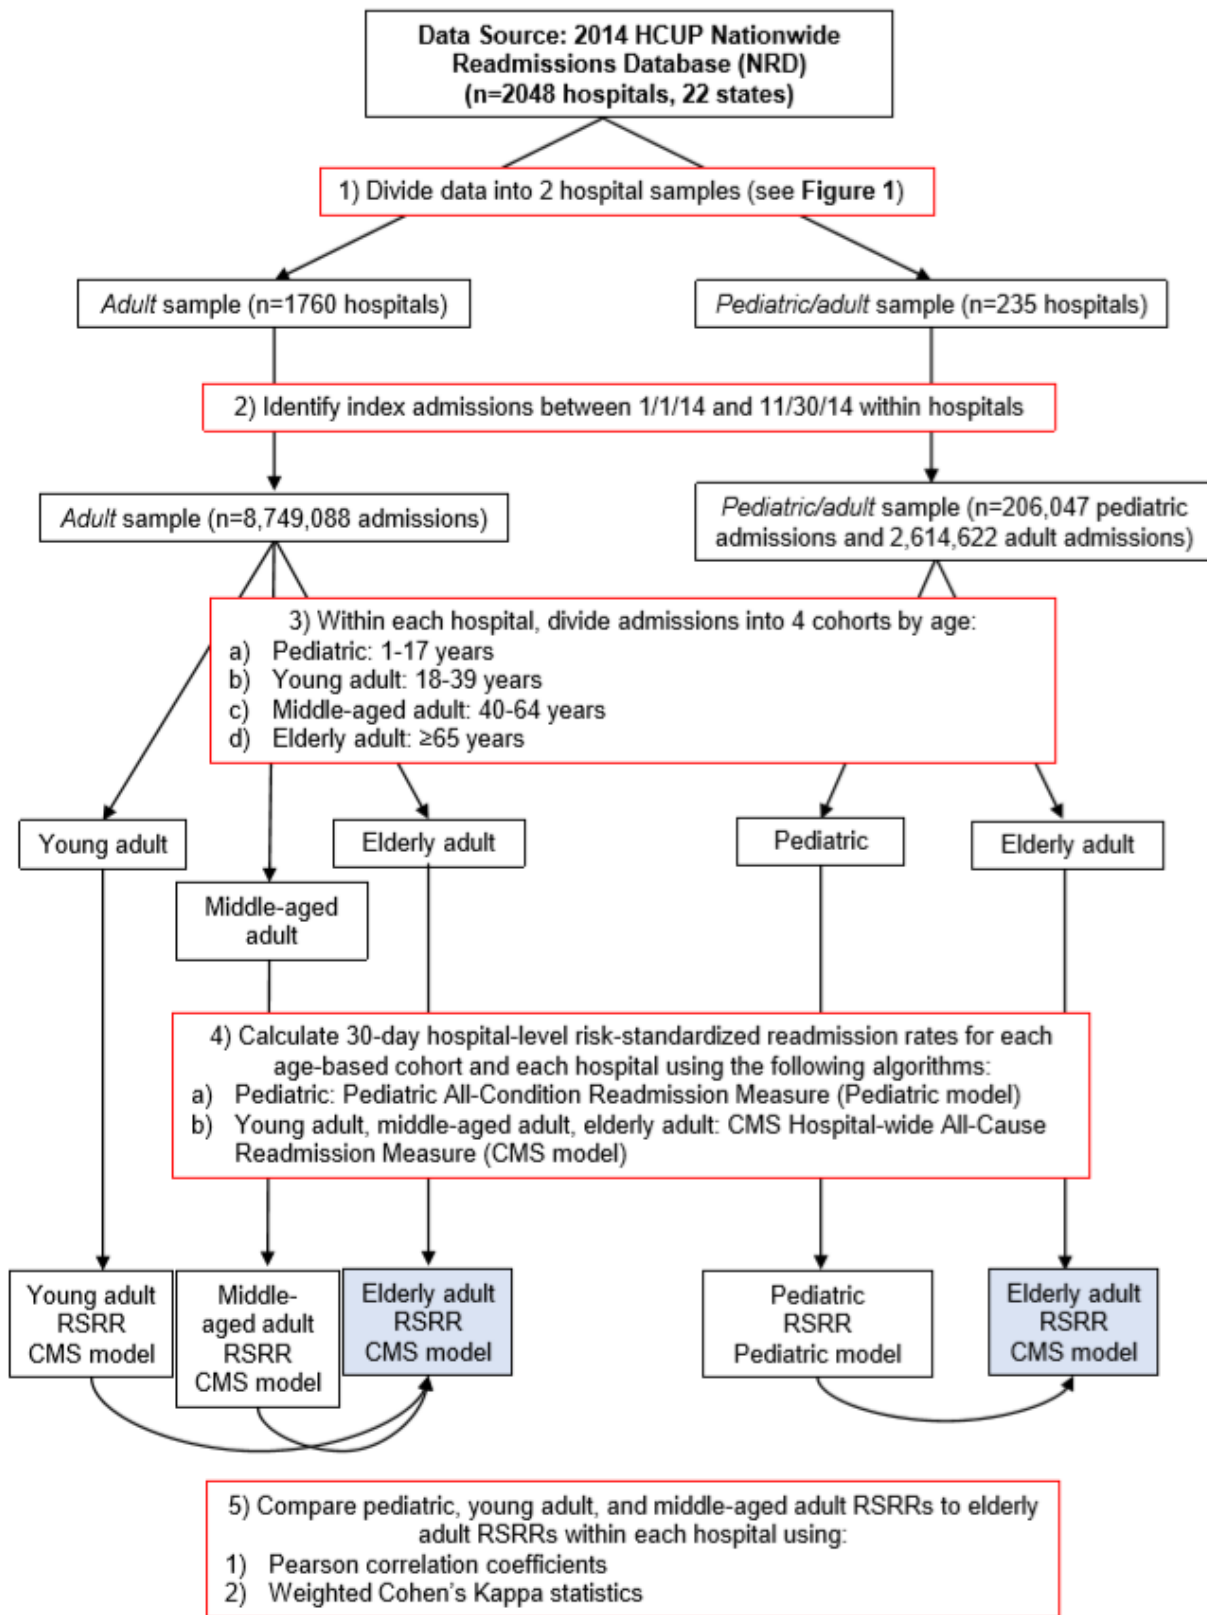 Data Source: 2014 HCUP Nationwide
Readmissions Database (NRD)
(n=2048 hospitals, 22 states)
1) Divide data into 2 hospital samples (see Figure 1)
Adult sample (n=1760 hospitals)
Pediatric/adult sample (n=235 hospitals)
2) Identify index admissions between 1/1/14 and 11/30/14 within hospitals
Adult sample (n=8,749,088 admissions)
Pediatric/adult sample (n=206,047 pediatric
admissions and 2,614,622 adult admissions)
3) Within each hospital, divide admissions into 4 cohorts by age:
a) Pediatric: 1-17 years
b) Young adult: 18-39 years
c) Middle-aged adult: 40-64 years
d) Elderly adult: ≥65 years
Young adult
Middle-aged
adult
Elderly adult
Pediatric
Elderly adult
4) Calculate 30-day hospital-level risk-standardized readmission rates for each
age-based cohort and each hospital using the following algorithms:
a) Pediatric: Pediatric All-Condition Readmission Measure (Pediatric model)
b) Young adult, middle-aged adult, elderly adult: CMS Hospital-wide All-Cause
Readmission Measure (CMS model)
Young adult
RSRR
CMS model
Middle-
aged adult
RSRR
CMS model
Elderly adult
RSRR
CMS model
Pediatric
RSRR
Pediatric model
Elderly adult
RSRR
CMS model
5) Compare pediatric, young adult, and middle-aged adult RSRRs to elderly
adult RSRRs within each hospital using:
1) Pearson correlation coefficients
2) Weighted Cohen's Kappa statistics